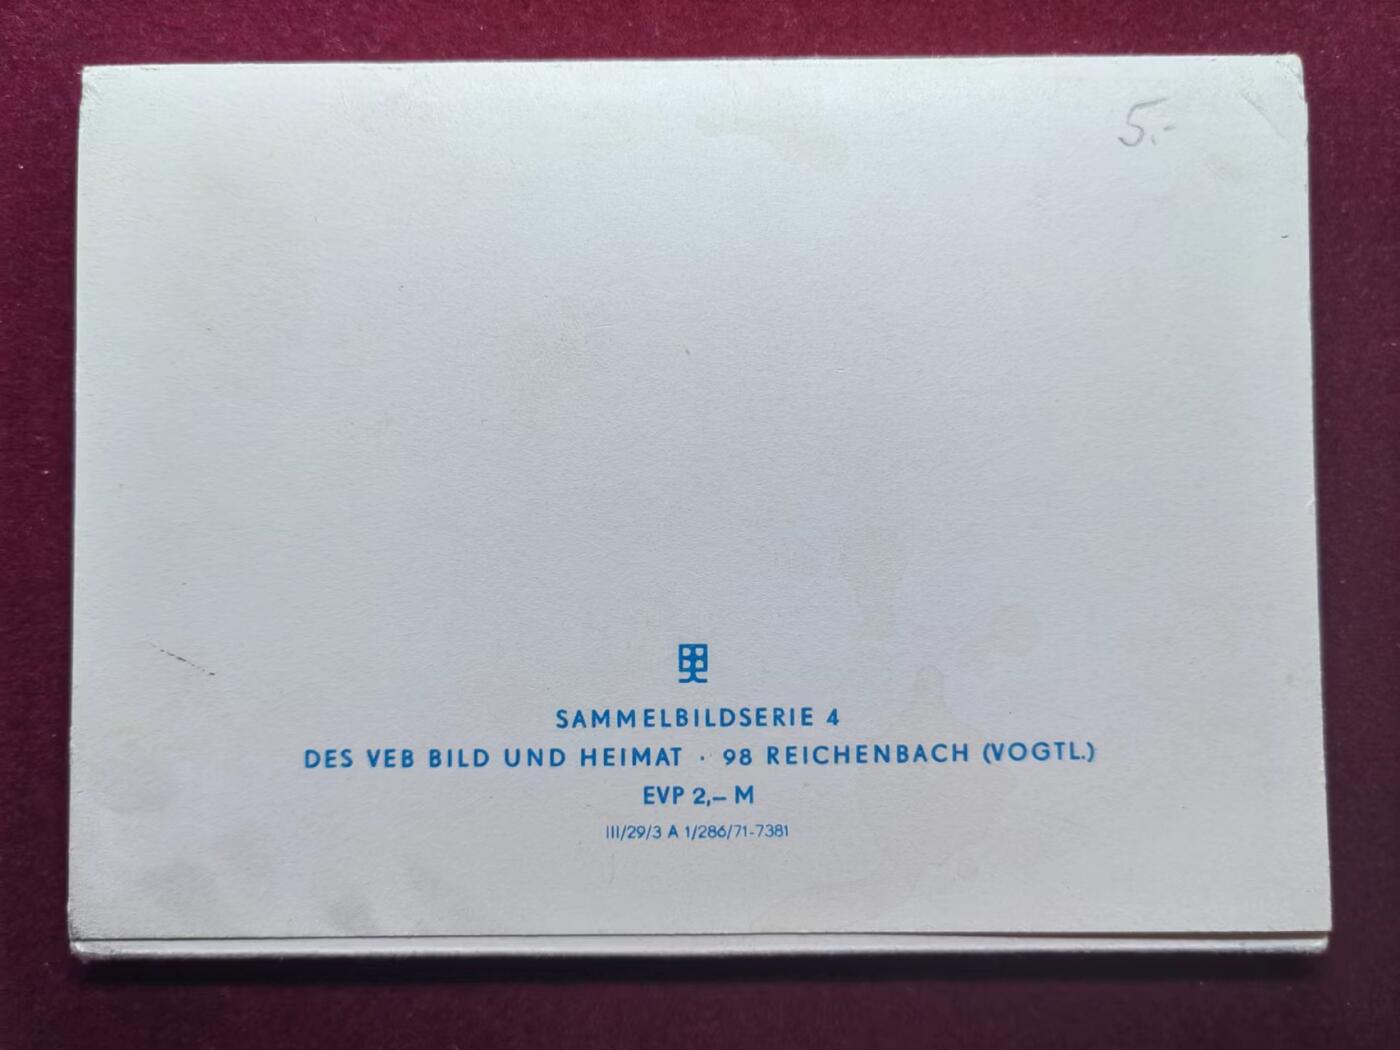 5.-
SAMMELBILDSERIE 4
DES VEB BILD UND HEIMAT · 98 REICHENBACH (VOGTL.)
EVP 2,– M
III/29/3 A 1/286/71-7381